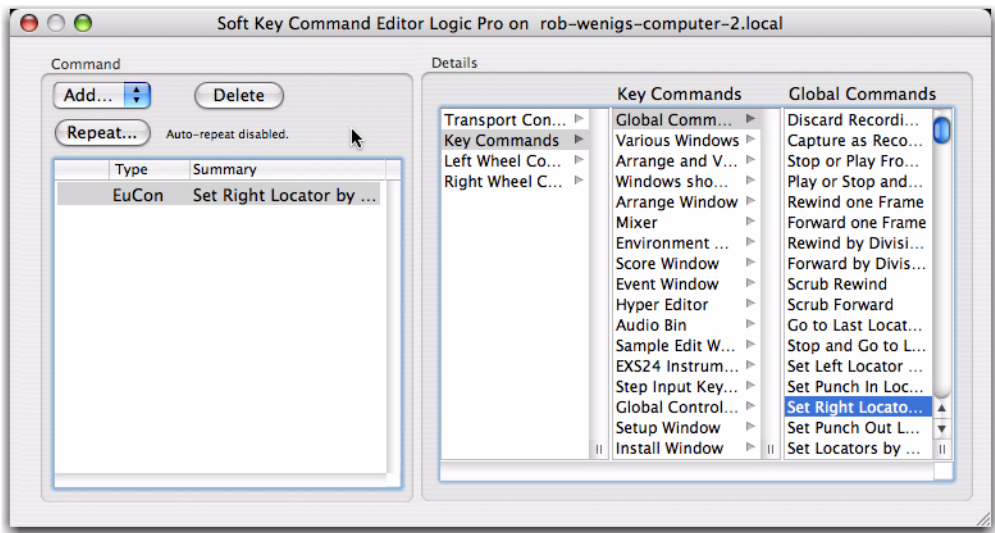 Soft Key Command Editor Logic Pro on rob-wenigs-computer-2.local
Command
Add...
Delete
Repeat...
Auto-repeat disabled.
Type Summary
EuCon Set Right Locator by ...
Details
Key Commands
Global Commands
Transport Con...
Key Commands
Left Wheel Co...
Right Wheel C...
Global Comm...
Various Windows
Arrange and V...
Windows sho...
Arrange Window
Mixer
Environment ...
Score Window
Event Window
Hyper Editor
Audio Bin
Sample Edit W...
EXS24 Instrum...
Step Input Key...
Global Control...
Setup Window
Install Window
Discard Recordi...
Capture as Reco...
Stop or Play Fro...
Play or Stop and...
Rewind one Frame
Forward one Frame
Rewind by Divisi...
Forward by Divis...
Scrub Rewind
Scrub Forward
Go to Last Locat...
Stop and Go to L...
Set Left Locator ...
Set Punch In Loc...
Set Right Locato...
Set Punch Out L...
Set Locators by ...